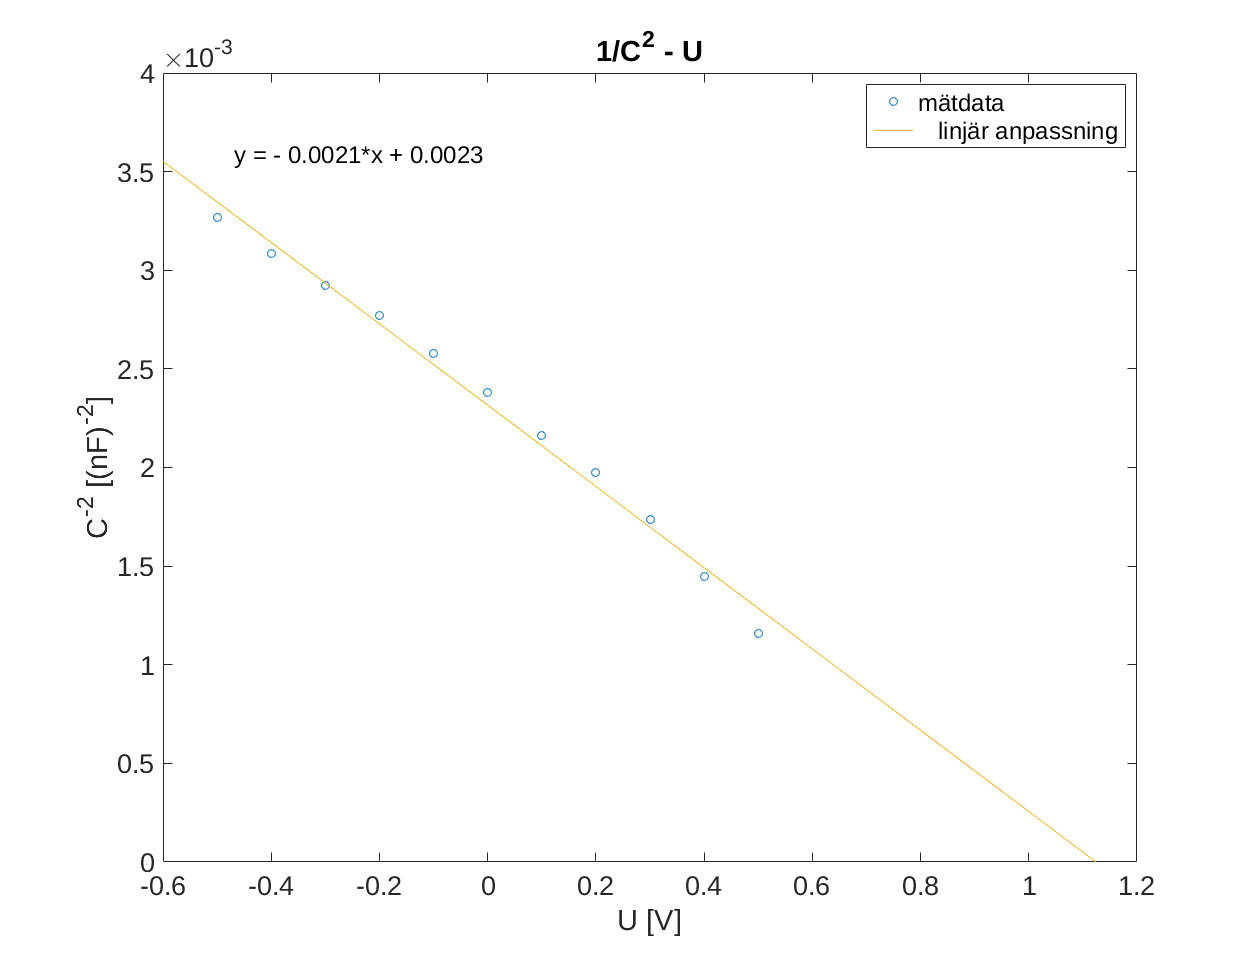 1/C² - U
×10⁻³
4
3.5
3
2.5
2
1.5
1
0.5
0
-0.6 -0.4 -0.2 0 0.2 0.4 0.6 0.8 1 1.2
U [V]
C⁻² [(nF)⁻²]
y = - 0.0021*x + 0.0023
mätdata
linjär anpassning